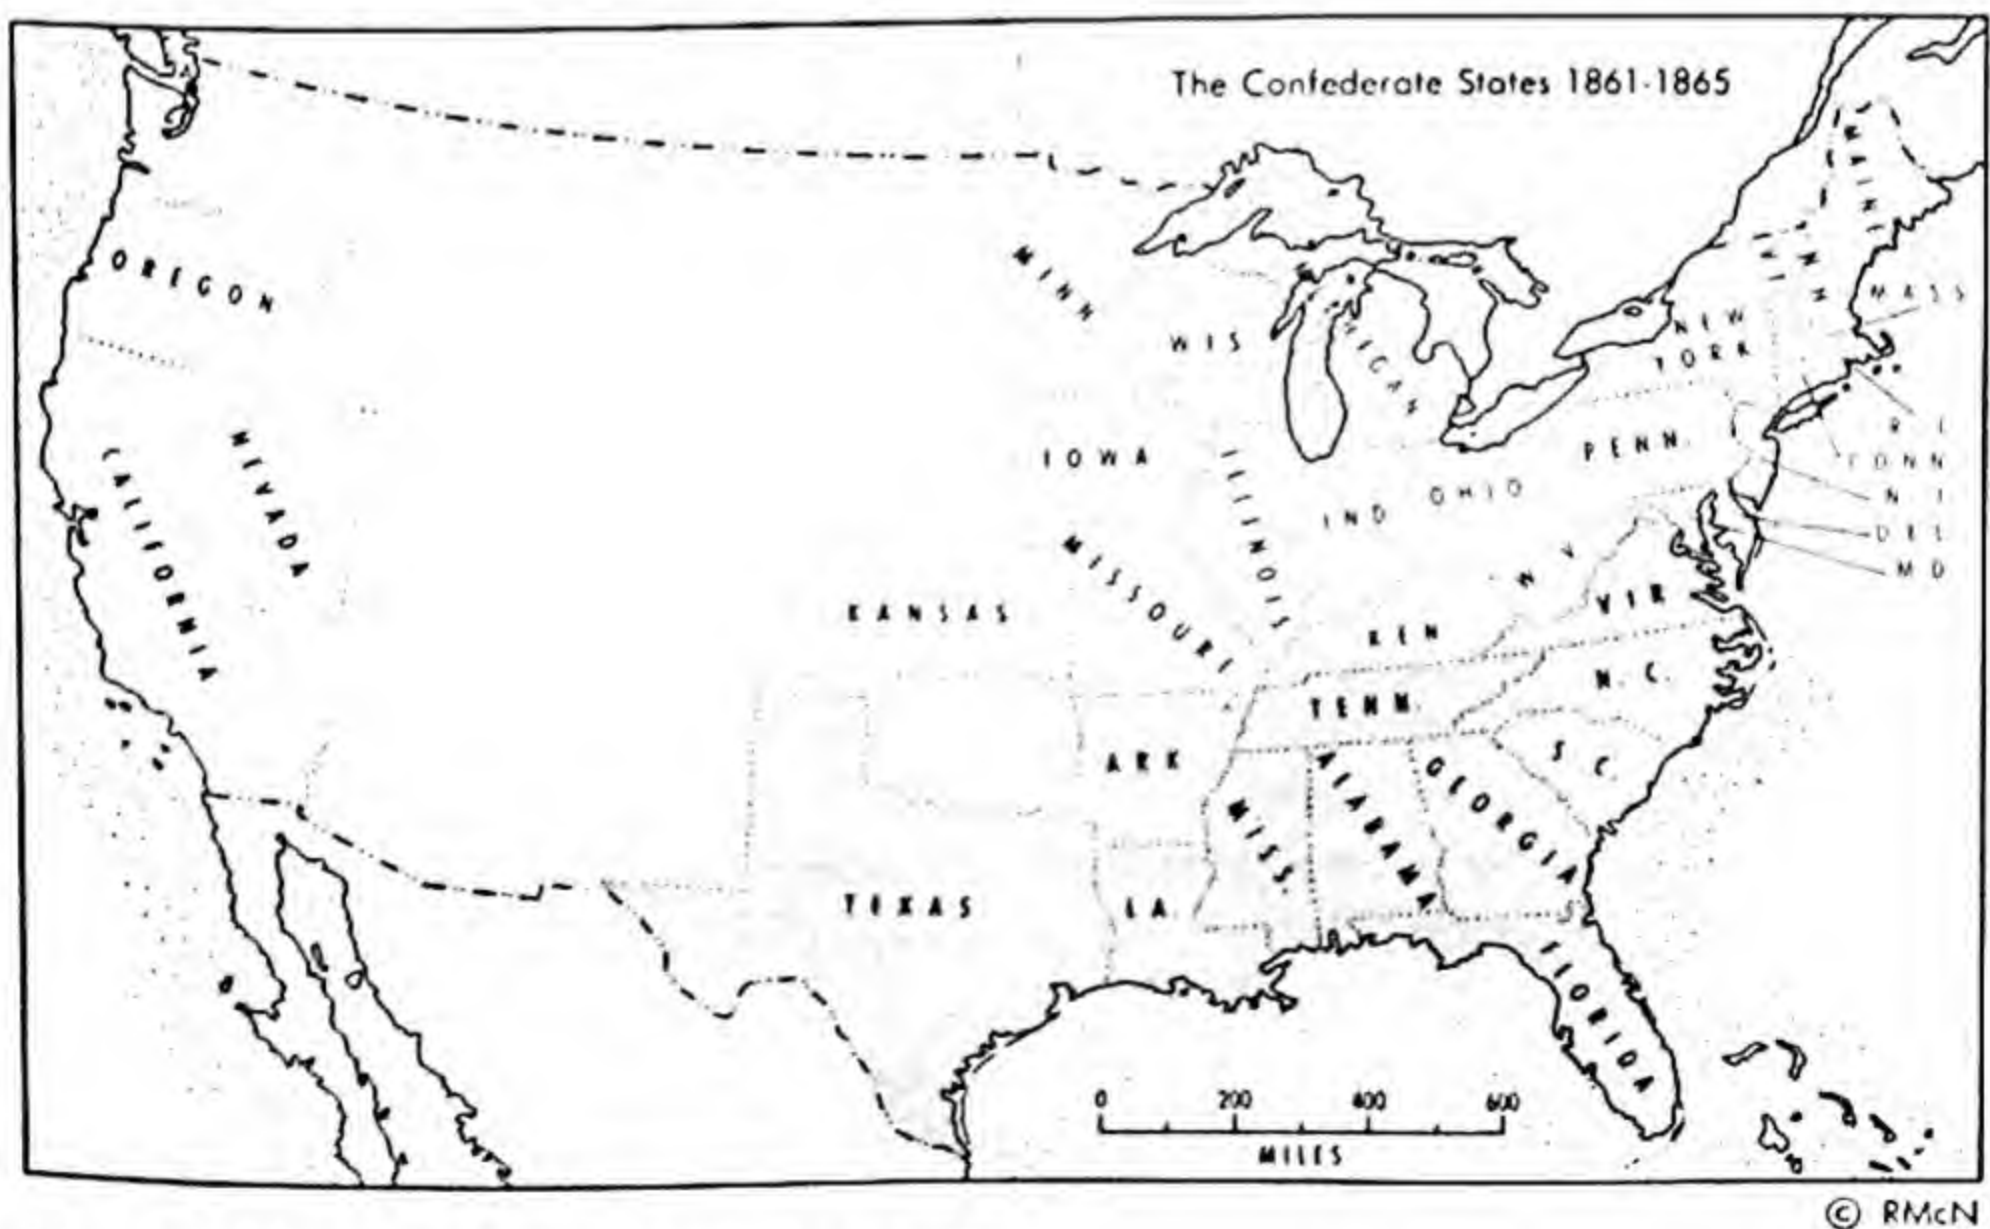 The Confederate States 1861-1865
MAINE
OREGON
MINN
WIS
MICHIGAN
NEW
YORK
MASS
CALIFORNIA
NEVADA
IOWA
ILLINOIS
IND
OHIO
PENN.
R I
CONN
N J
DEL
MD
KANSAS
MISSOURI
KEN
W V
VIR
TENN.
N. C.
ARK
MISS.
ALABAMA
GEORGIA
S C
TEXAS
LA.
FLORIDA
0 200 400 600
MILES
© RMcN